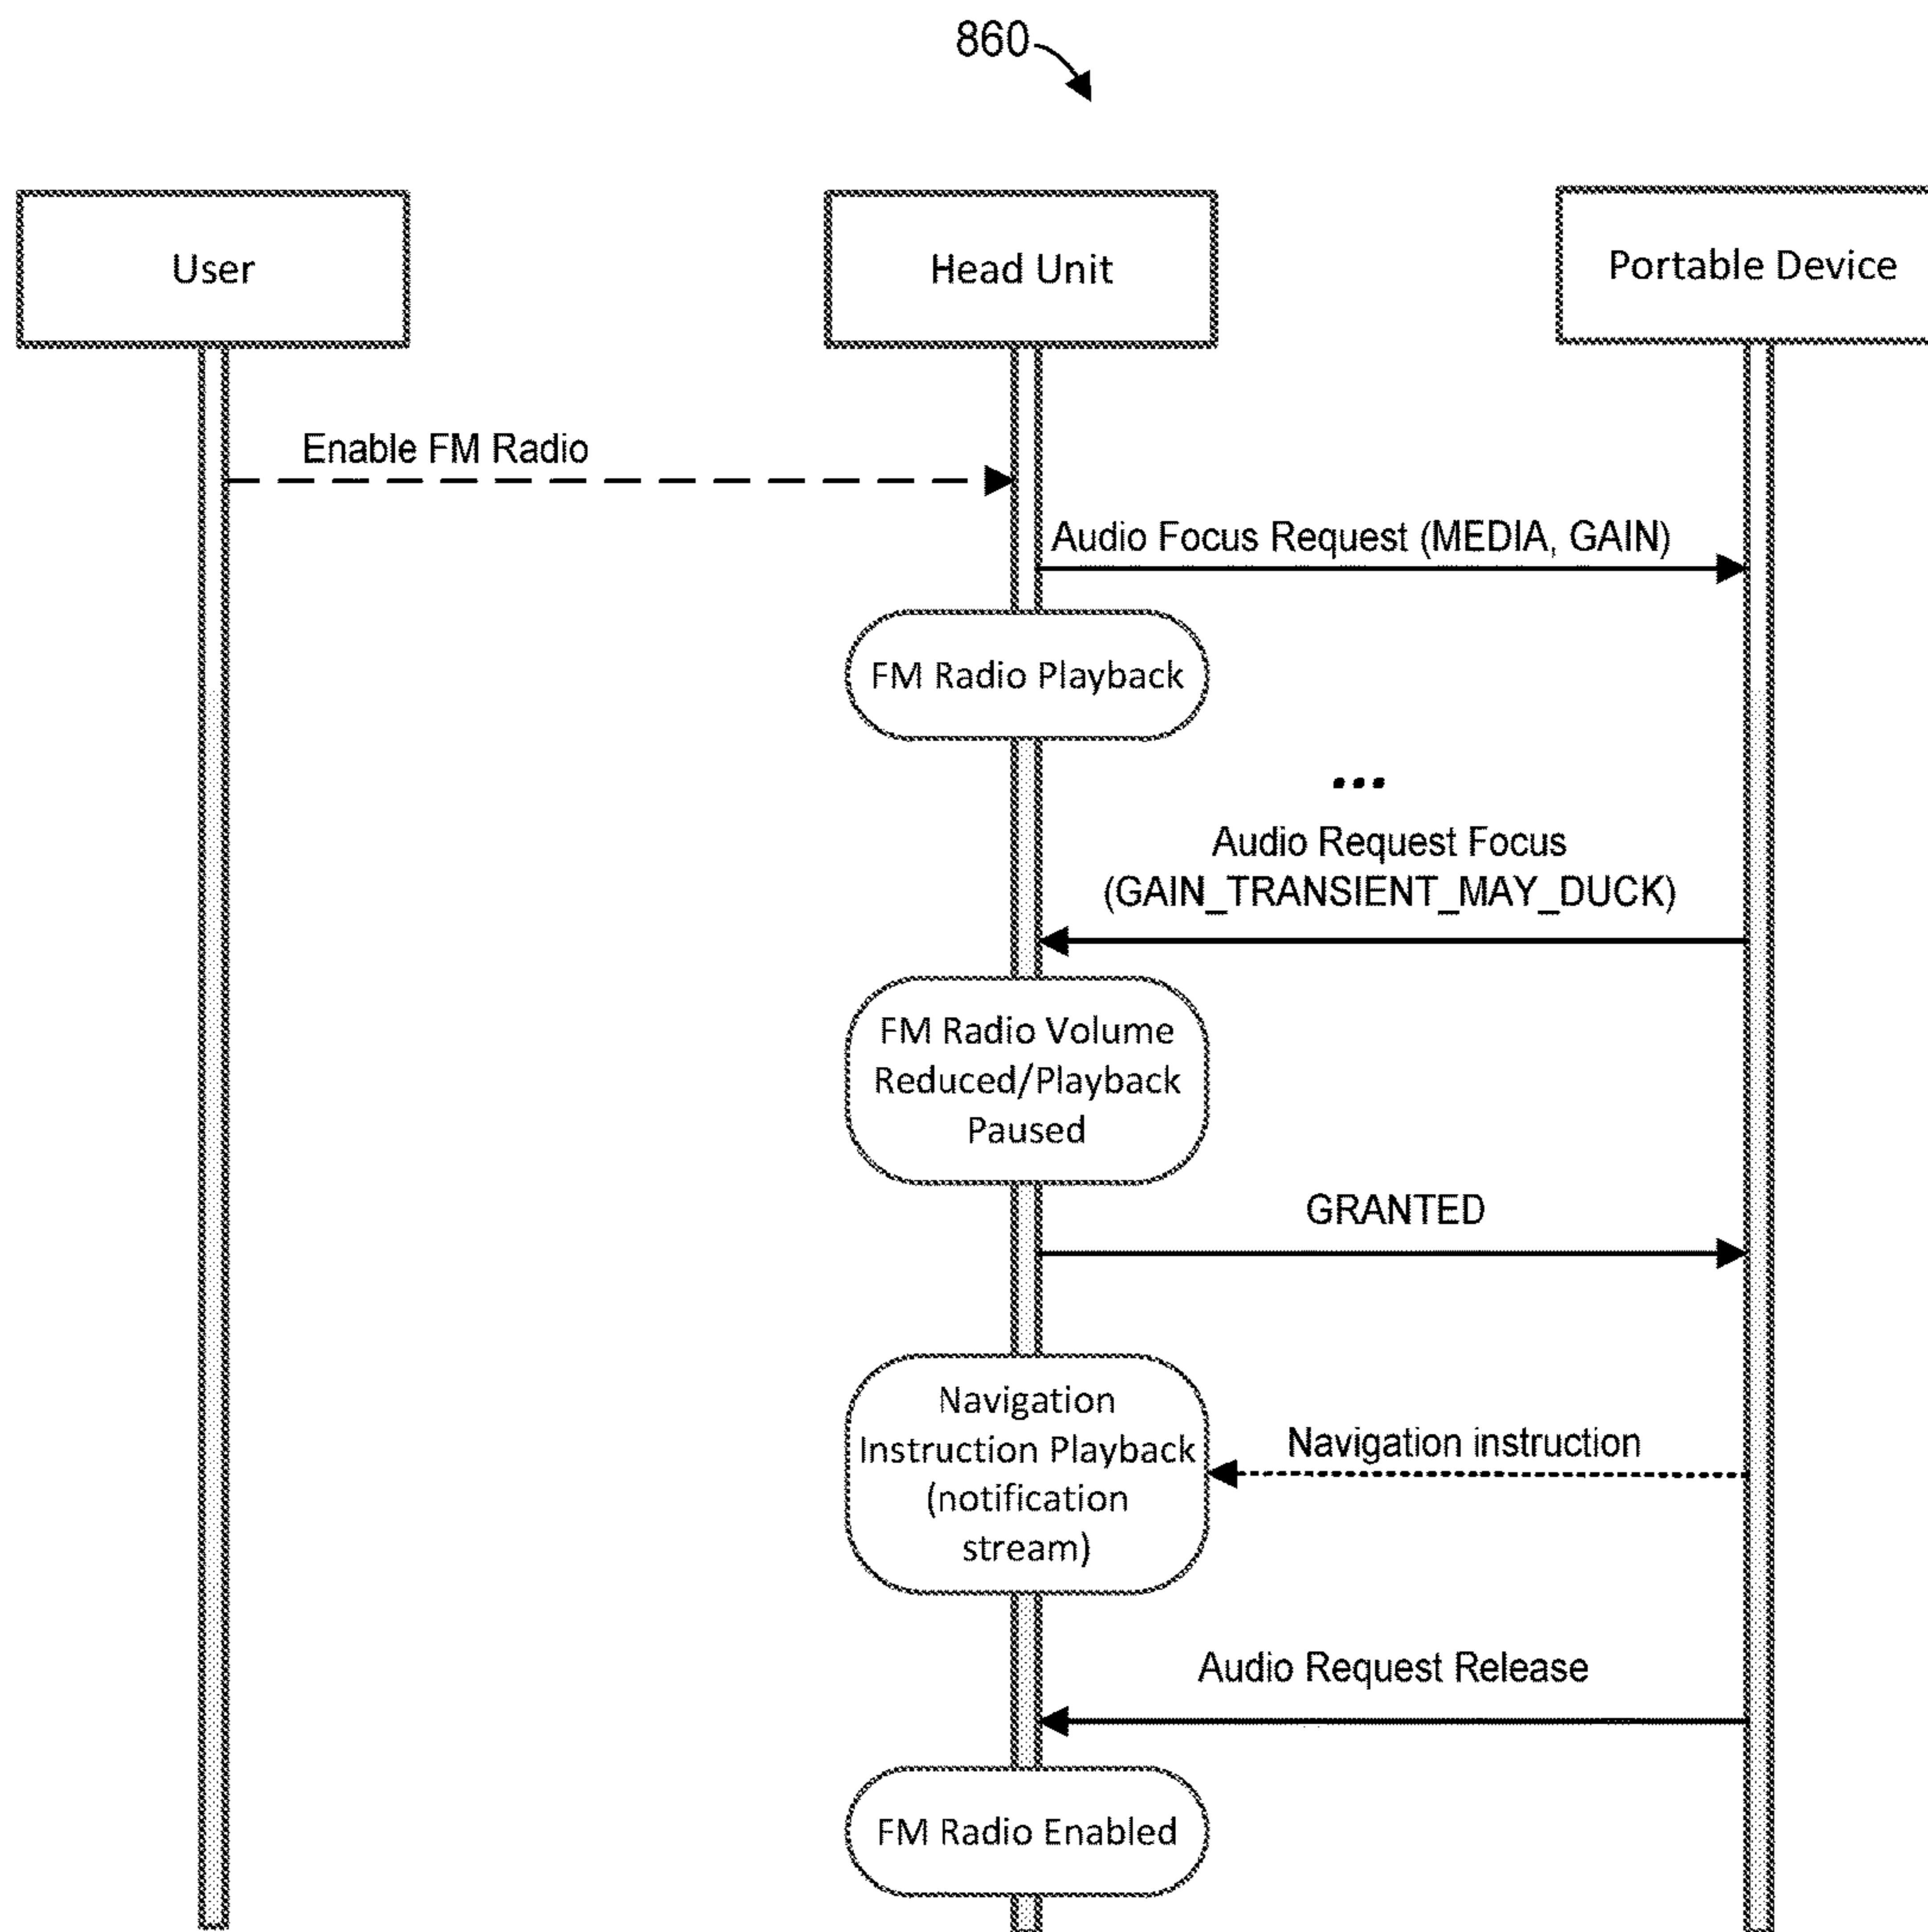 860
User
Head Unit
Portable Device
Enable FM Radio
Audio Focus Request (MEDIA, GAIN)
FM Radio Playback
...
Audio Request Focus
(GAIN_TRANSIENT_MAY_DUCK)
FM Radio Volume
Reduced/Playback
Paused
GRANTED
Navigation
Instruction Playback
(notification
stream)
Navigation instruction
Audio Request Release
FM Radio Enabled